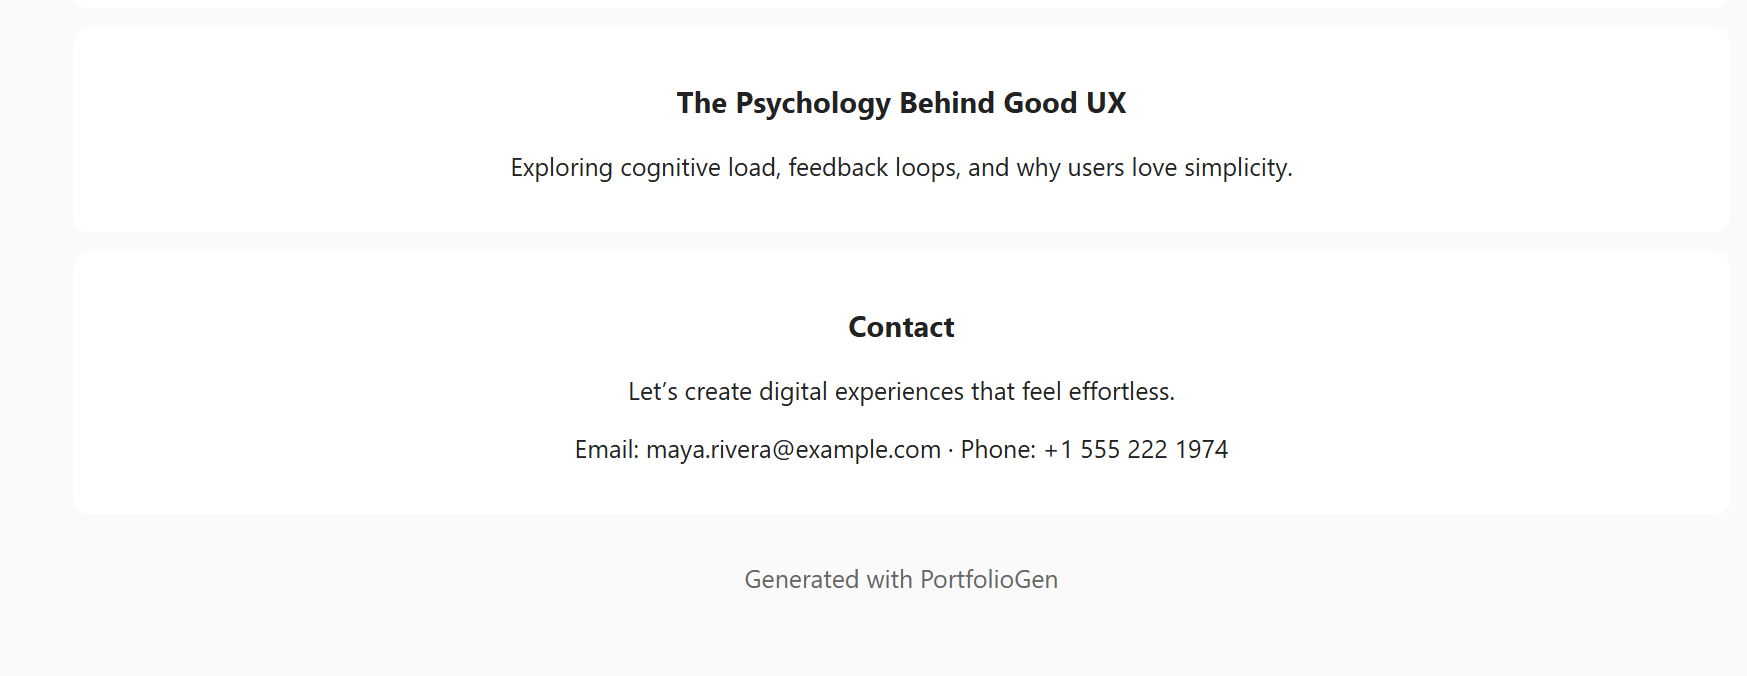 The Psychology Behind Good UX
Exploring cognitive load, feedback loops, and why users love simplicity.
Contact
Let’s create digital experiences that feel effortless.
Email: maya.rivera@example.com · Phone: +1 555 222 1974
Generated with PortfolioGen